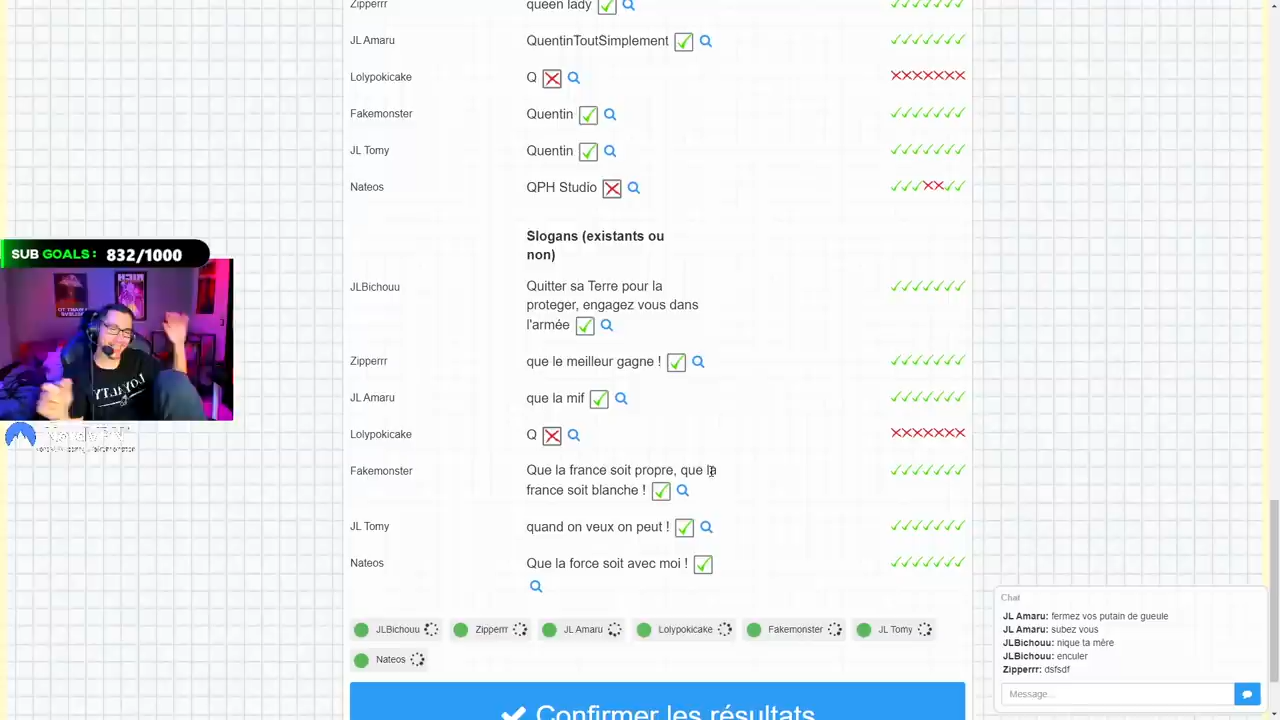 Zipperrr queen lady
JL Amaru QuentinToutSimplement
Lolypokicake Q
Fakemonster Quentin
JL Tomy Quentin
Nateos QPH Studio
Slogans (existants ou
non)
JLBichouu Quitter sa Terre pour la
proteger, engagez vous dans
l'armée
Zipperrr que le meilleur gagne !
JL Amaru que la mif
Lolypokicake Q
Fakemonster Que la france soit propre, que la
france soit blanche !
JL Tomy quand on veux on peut !
Nateos Que la force soit avec moi !
JLBichouu Zipperrr JL Amaru Lolypokicake Fakemonster JL Tomy
Nateos
Confirmer les résultats
SUB GOALS : 832/1000
LOYALTY
Chat
JL Amaru: fermez vos putain de gueule
JL Amaru: subez vous
JLBichouu: nique ta mère
JLBichouu: enculer
Zipperrr: dsfsdf
Message...